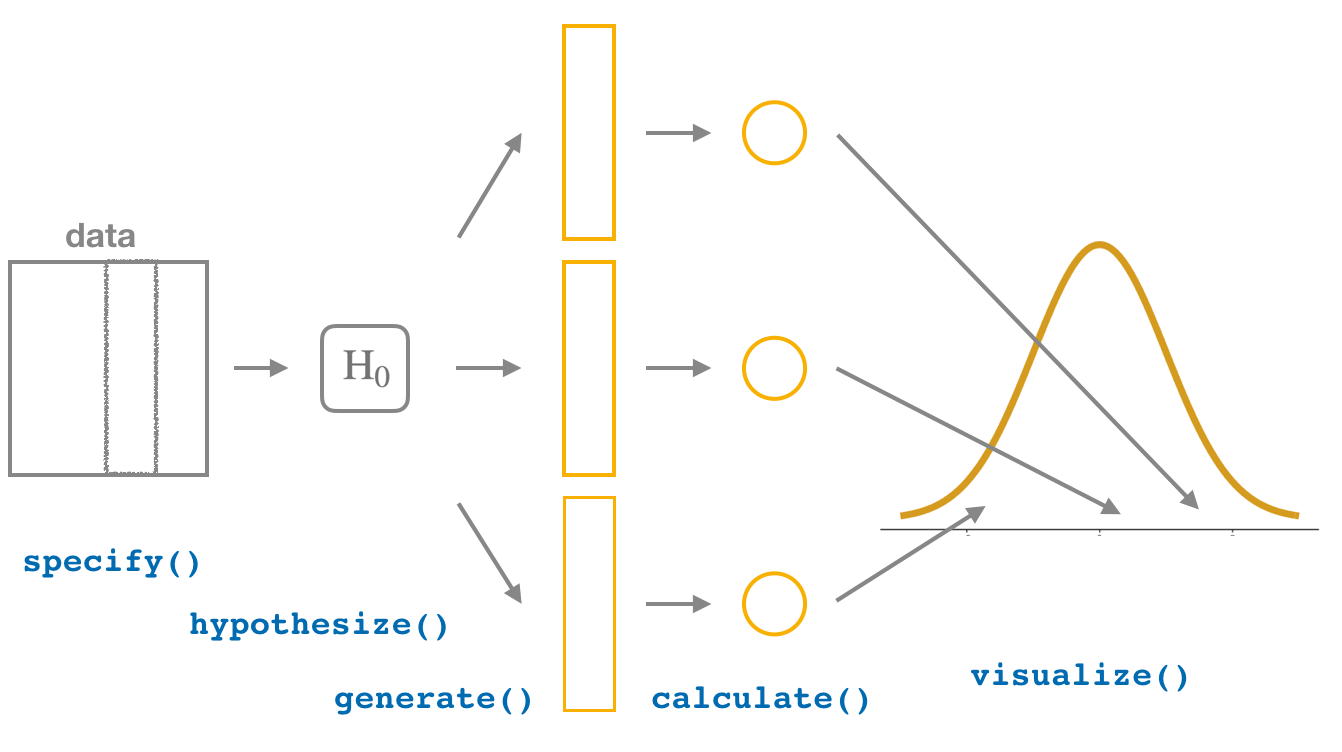 data
H₀
specify()
hypothesize()
generate()
calculate()
visualize()